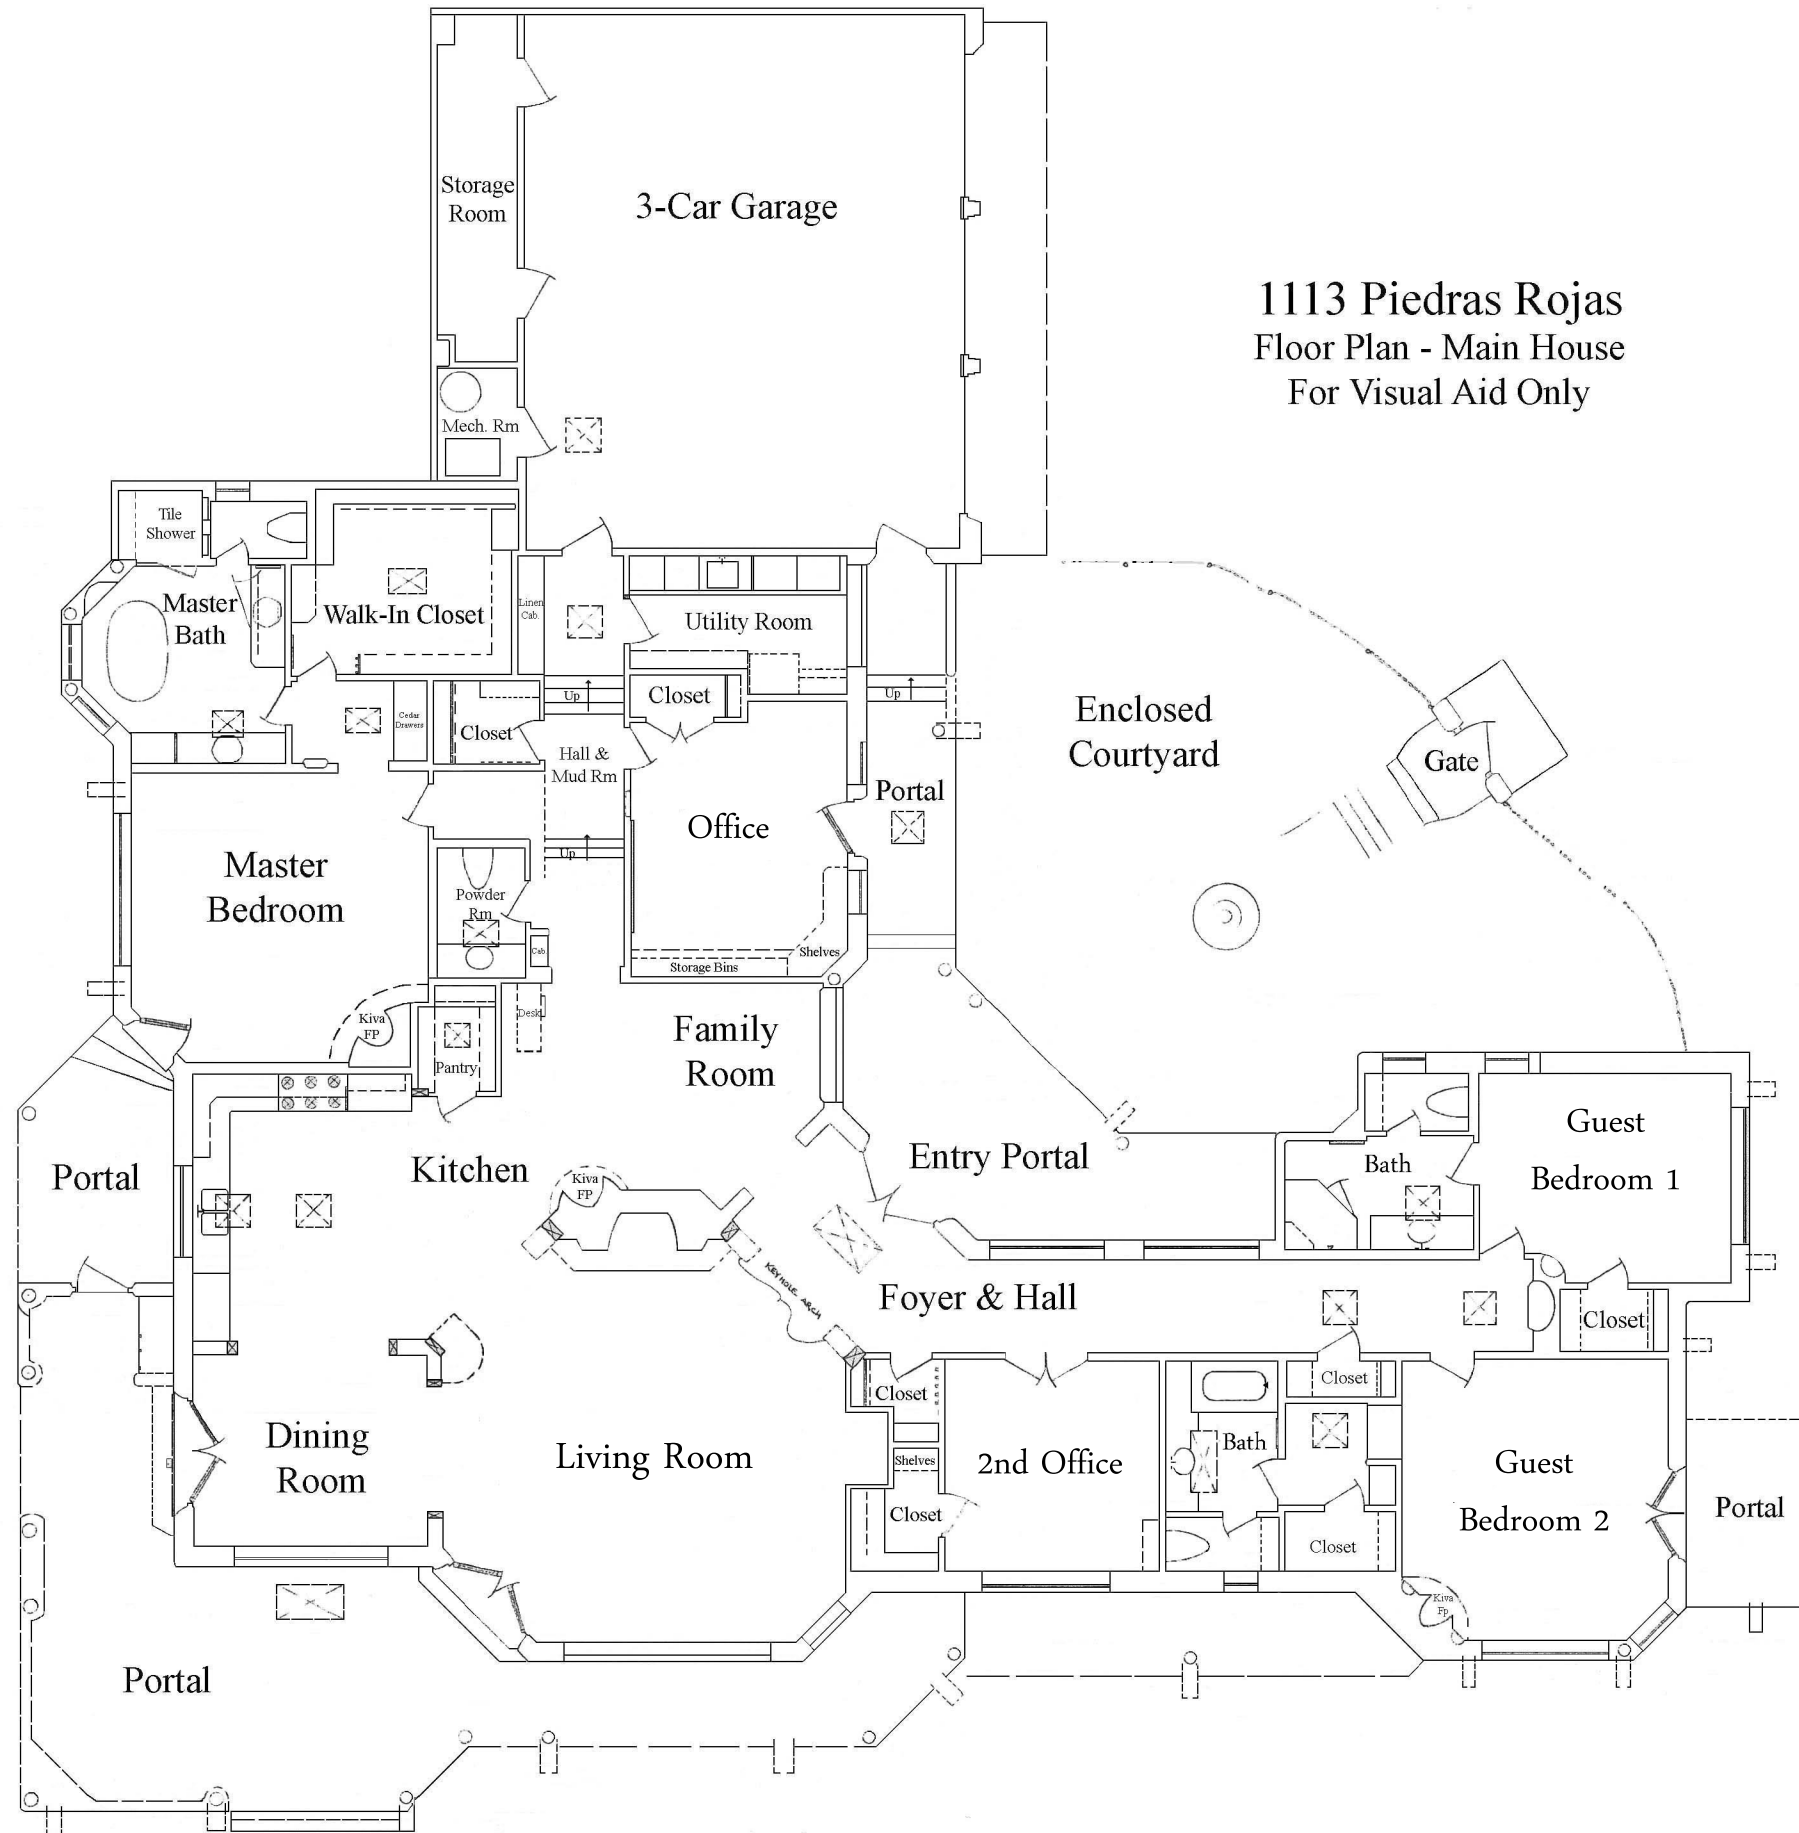 Storage
Room
3-Car Garage
1113 Piedras Rojas
Floor Plan - Main House
For Visual Aid Only
Mech. Rm
Tile
Shower
Master
Bath
Walk-In Closet
Linen
Cab.
Utility Room
Up
Closet
Up
Cedar
Drawers
Closet
Hall &
Mud Rm
Enclosed
Courtyard
Gate
Portal
Office
Up
Master
Bedroom
Powder
Rm
Cab.
Shelves
Storage Bins
Kiva
FP
Desk
Pantry
Family
Room
Guest
Bedroom 1
Entry Portal
Bath
Portal
Kitchen
Kiva
FP
KEYHOLE ARCH
Foyer & Hall
Closet
Closet
Closet
Dining
Room
Living Room
Shelves
2nd Office
Bath
Guest
Bedroom 2
Closet
Closet
Portal
Kiva
Fp
Portal